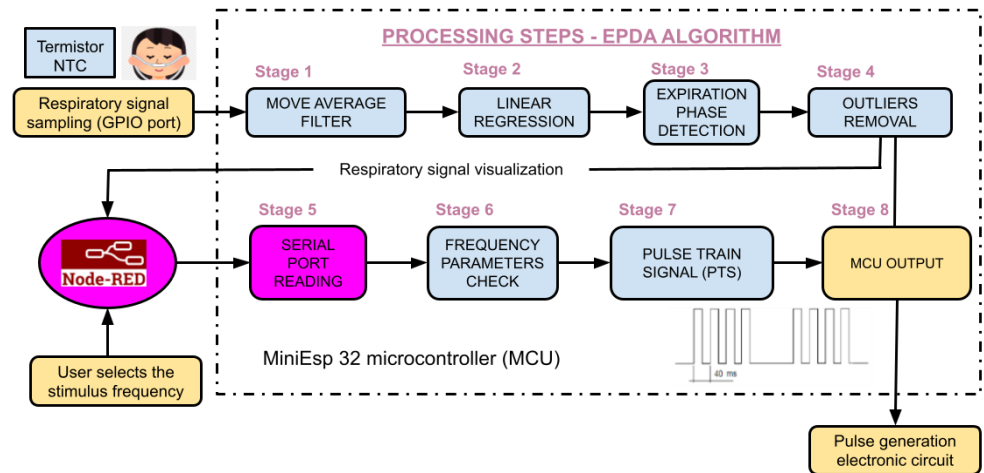 PROCESSING STEPS - EPDA ALGORITHM
Termistor
NTC
Respiratory signal
sampling (GPIO port)
Stage 1
MOVE AVERAGE
FILTER
Stage 2
LINEAR
REGRESSION
Stage 3
EXPIRATION
PHASE
DETECTION
Stage 4
OUTLIERS
REMOVAL
Respiratory signal visualization
Node-RED
Stage 5
SERIAL
PORT
READING
Stage 6
FREQUENCY
PARAMETERS
CHECK
Stage 7
PULSE TRAIN
SIGNAL (PTS)
Stage 8
MCU OUTPUT
40 ms
MiniEsp 32 microcontroller (MCU)
User selects the
stimulus frequency
Pulse generation
electronic circuit